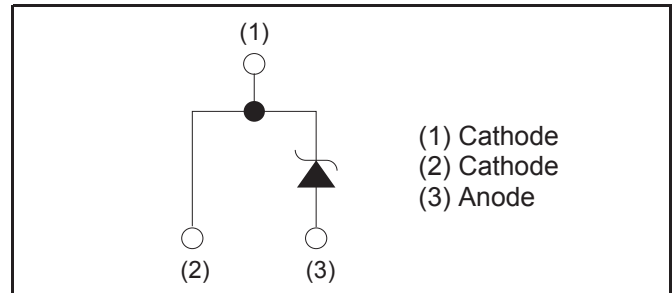 (1)
(1) Cathode
(2) Cathode
(3) Anode
(2) (3)